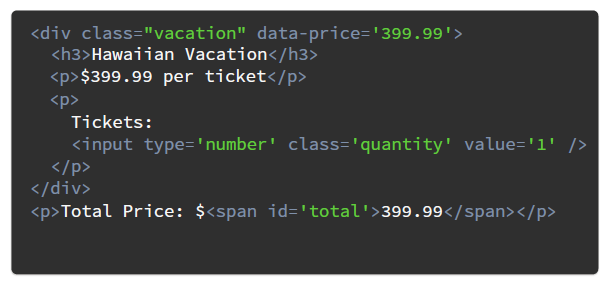 <div class="vacation" data-price='399.99'>
<h3>Hawaiian Vacation</h3>
<p>$399.99 per ticket</p>
<p>
Tickets:
<input type='number' class='quantity' value='1' />
</p>
</div>
<p>Total Price: $<span id='total'>399.99</span></p>